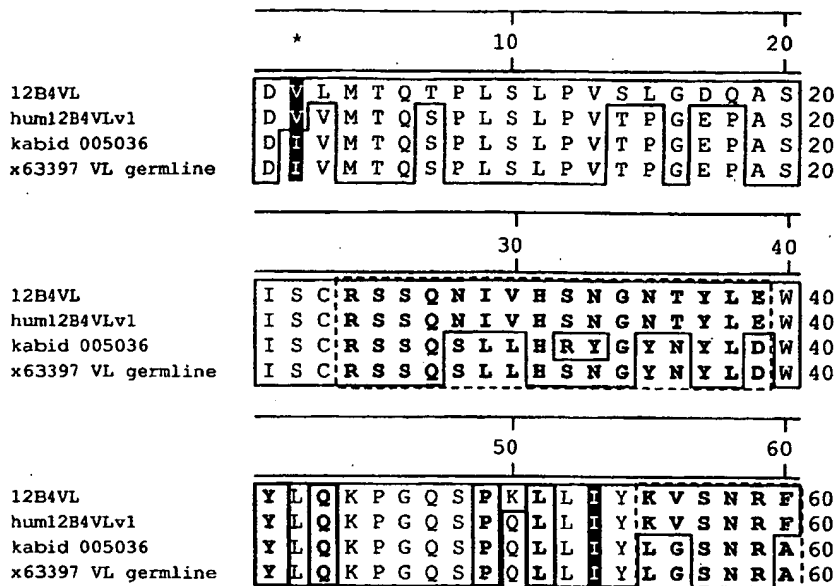 * 10 20
12B4VL D V L M T Q T P L S L P V S L G D Q A S 20
hum12B4VLv1 D V V M T Q S P L S L P V T P G E P A S 20
kabid 005036 D I V M T Q S P L S L P V T P G E P A S 20
x63397 VL germline D I V M T Q S P L S L P V T P G E P A S 20
30 40
12B4VL I S C R S S Q N I V H S N G N T Y L E W 40
hum12B4VLv1 I S C R S S Q N I V H S N G N T Y L E W 40
kabid 005036 I S C R S S Q S L L H R Y G Y N Y L D W 40
x63397 VL germline I S C R S S Q S L L H S N G Y N Y L D W 40
50 60
12B4VL Y L Q K P G Q S P K L L I Y K V S N R F 60
hum12B4VLv1 Y L Q K P G Q S P Q L L I Y K V S N R F 60
kabid 005036 Y L Q K P G Q S P Q L L I Y L G S N R A 60
x63397 VL germline Y L Q K P G Q S P Q L L I Y L G S N R A 60